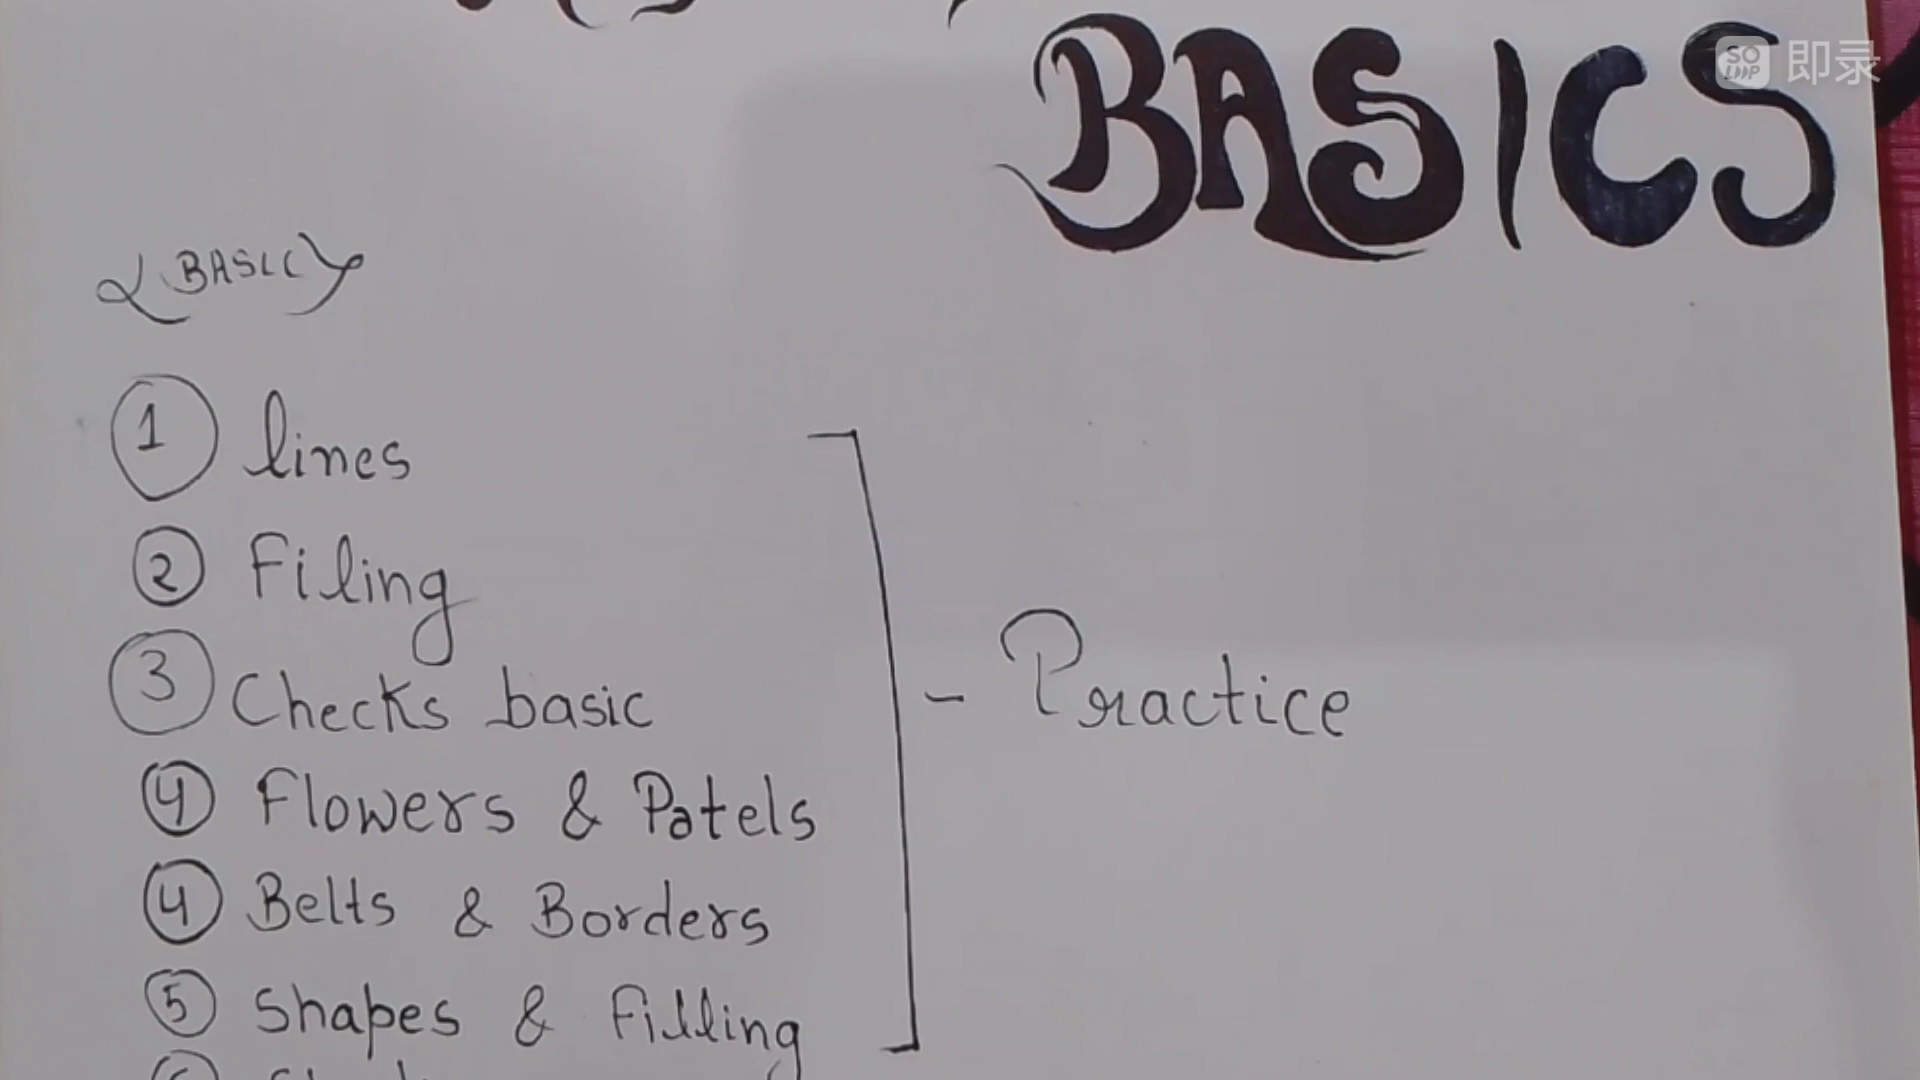 BASICS
SOLOOP 即录
BASIC
1 lines
2 Filing
3 Checks basic
4 Flowers & Patels
4 Belts & Borders
5 Shapes & Filling
- Practice